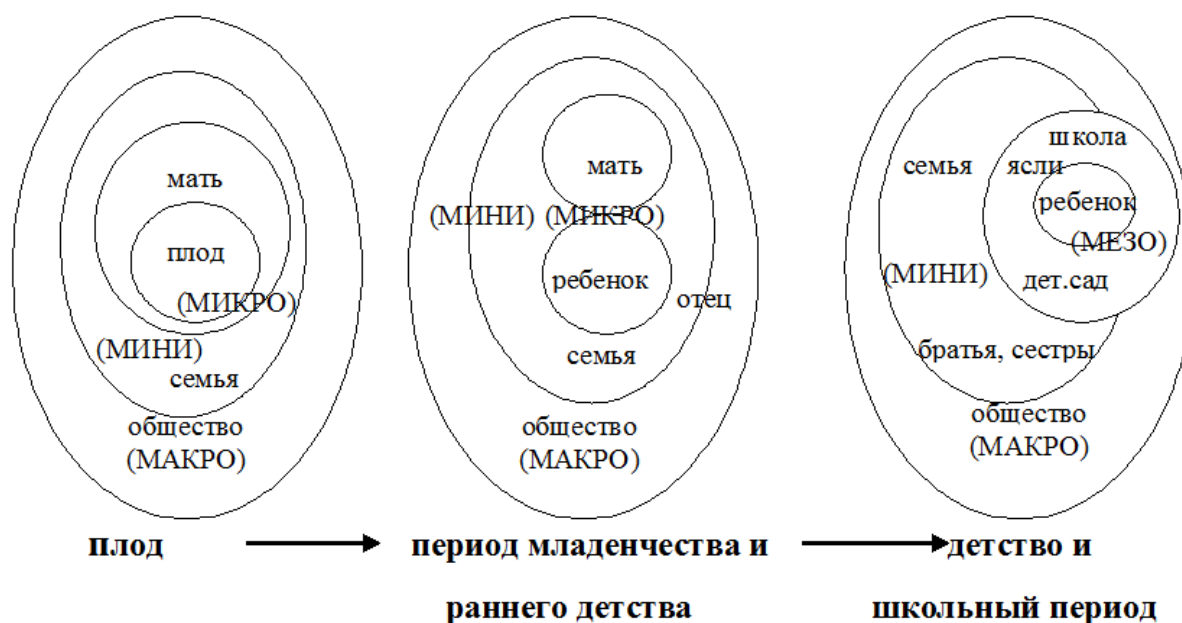 мать
плод
(МИКРО)
(МИНИ)
семья
общество
(МАКРО)
мать
(МИНИ) (МИКРО)
ребенок
отец
семья
общество
(МАКРО)
школа
семья ясли
ребенок
(МЕЗО)
(МИНИ) дет.сад
братья, сестры
общество
(МАКРО)
плод
период младенчества и
раннего детства
детство и
школьный период